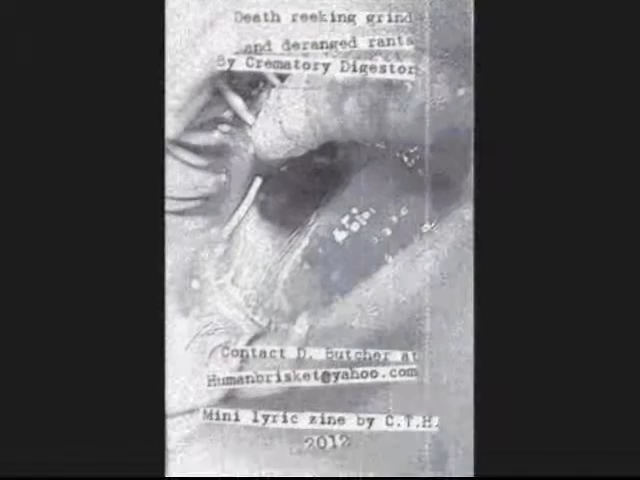 Death reeking grind
and deranged rants
By Crematory Digestor
Contact D. Butcher at
Humanbrisket@yahoo.com
Mini lyric zine by C.T.H.
2012